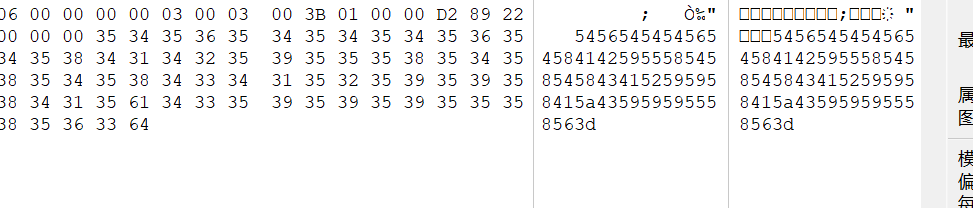 06 00 00 00 00 03 00 03 00 3B 01 00 00 D2 89 22 ; Ò‰" □□□□□□□□□;□□□҉ "
00 00 00 35 34 35 36 35 34 35 34 35 34 35 36 35 5456545454565 □□□5456545454565
34 35 38 34 31 34 32 35 39 35 35 35 38 35 34 35 4584142595558545 4584142595558545
38 35 34 35 38 34 33 34 31 35 32 35 39 35 39 35 8545843415259595 8545843415259595
38 34 31 35 61 34 33 35 39 35 39 35 39 35 35 35 8415a43595959555 8415a43595959555
38 35 36 33 64 8563d 8563d
最
属
图
模
偏